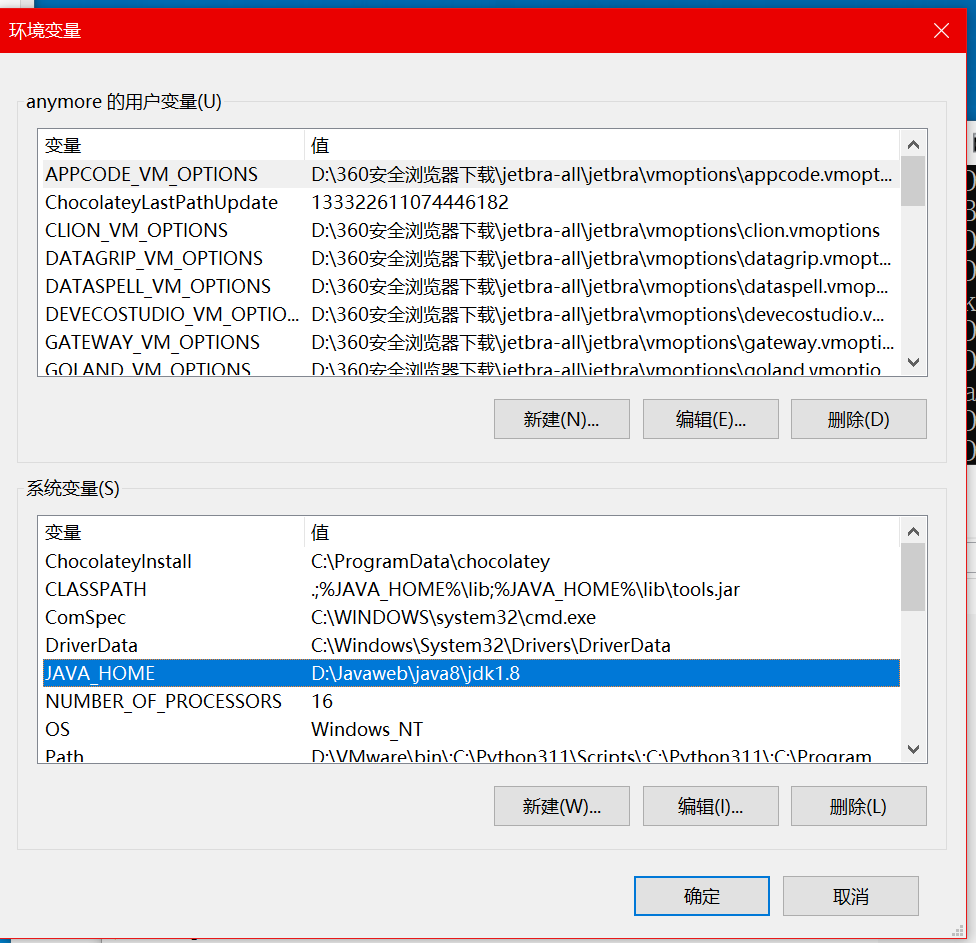 环境变量
anymore 的用户变量(U)
变量 值
APPCODE_VM_OPTIONS D:\360安全浏览器下载\jetbra-all\jetbra\vmoptions\appcode.vmopt...
ChocolateyLastPathUpdate 133322611074446182
CLION_VM_OPTIONS D:\360安全浏览器下载\jetbra-all\jetbra\vmoptions\clion.vmoptions
DATAGRIP_VM_OPTIONS D:\360安全浏览器下载\jetbra-all\jetbra\vmoptions\datagrip.vmopt...
DATASPELL_VM_OPTIONS D:\360安全浏览器下载\jetbra-all\jetbra\vmoptions\dataspell.vmop...
DEVECOSTUDIO_VM_OPTIO... D:\360安全浏览器下载\jetbra-all\jetbra\vmoptions\devecostudio.v...
GATEWAY_VM_OPTIONS D:\360安全浏览器下载\jetbra-all\jetbra\vmoptions\gateway.vmopti...
GOLAND_VM_OPTIONS D:\360安全浏览器下载\jetbra-all\jetbra\vmoptions\goland.vmoptio
新建(N)... 编辑(E)... 删除(D)
系统变量(S)
变量 值
ChocolateyInstall C:\ProgramData\chocolatey
CLASSPATH .;%JAVA_HOME%\lib;%JAVA_HOME%\lib\tools.jar
ComSpec C:\WINDOWS\system32\cmd.exe
DriverData C:\Windows\System32\Drivers\DriverData
JAVA_HOME D:\Javaweb\java8\jdk1.8
NUMBER_OF_PROCESSORS 16
OS Windows_NT
Path D:\VMware\bin\;C:\Python311\Scripts\;C:\Python311\;C:\Program
新建(W)... 编辑(I)... 删除(L)
确定 取消